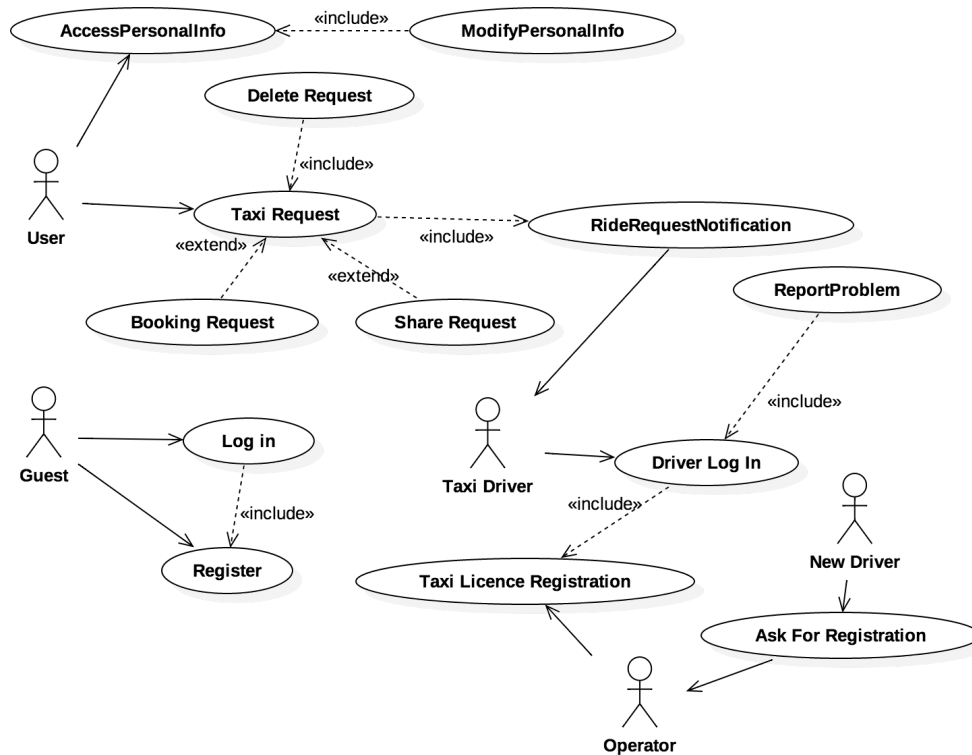 «include»
AccessPersonalInfo
ModifyPersonalInfo
Delete Request
«include»
Taxi Request
User
«include»
RideRequestNotification
«extend»
«extend»
ReportProblem
Booking Request
Share Request
«include»
Log in
Guest
Driver Log In
Taxi Driver
«include»
«include»
New Driver
Register
Taxi Licence Registration
Ask For Registration
Operator